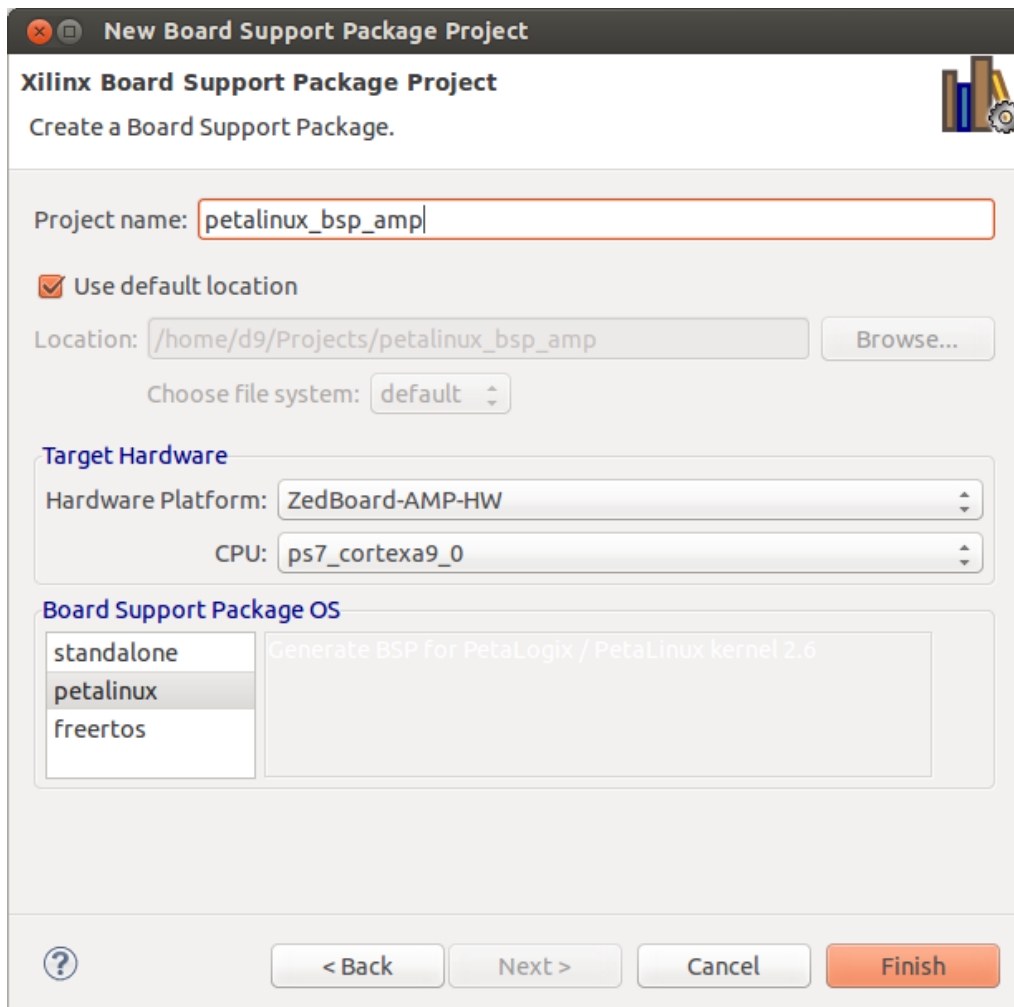 New Board Support Package Project
Xilinx Board Support Package Project
Create a Board Support Package.
Project name: petalinux_bsp_amp
Use default location
Location: /home/d9/Projects/petalinux_bsp_amp Browse...
Choose file system: default
Target Hardware
Hardware Platform: ZedBoard-AMP-HW
CPU: ps7_cortexa9_0
Board Support Package OS
standalone Generate BSP for PetaLogix / PetaLinux kernel 2.6
petalinux
freertos
? < Back Next > Cancel Finish